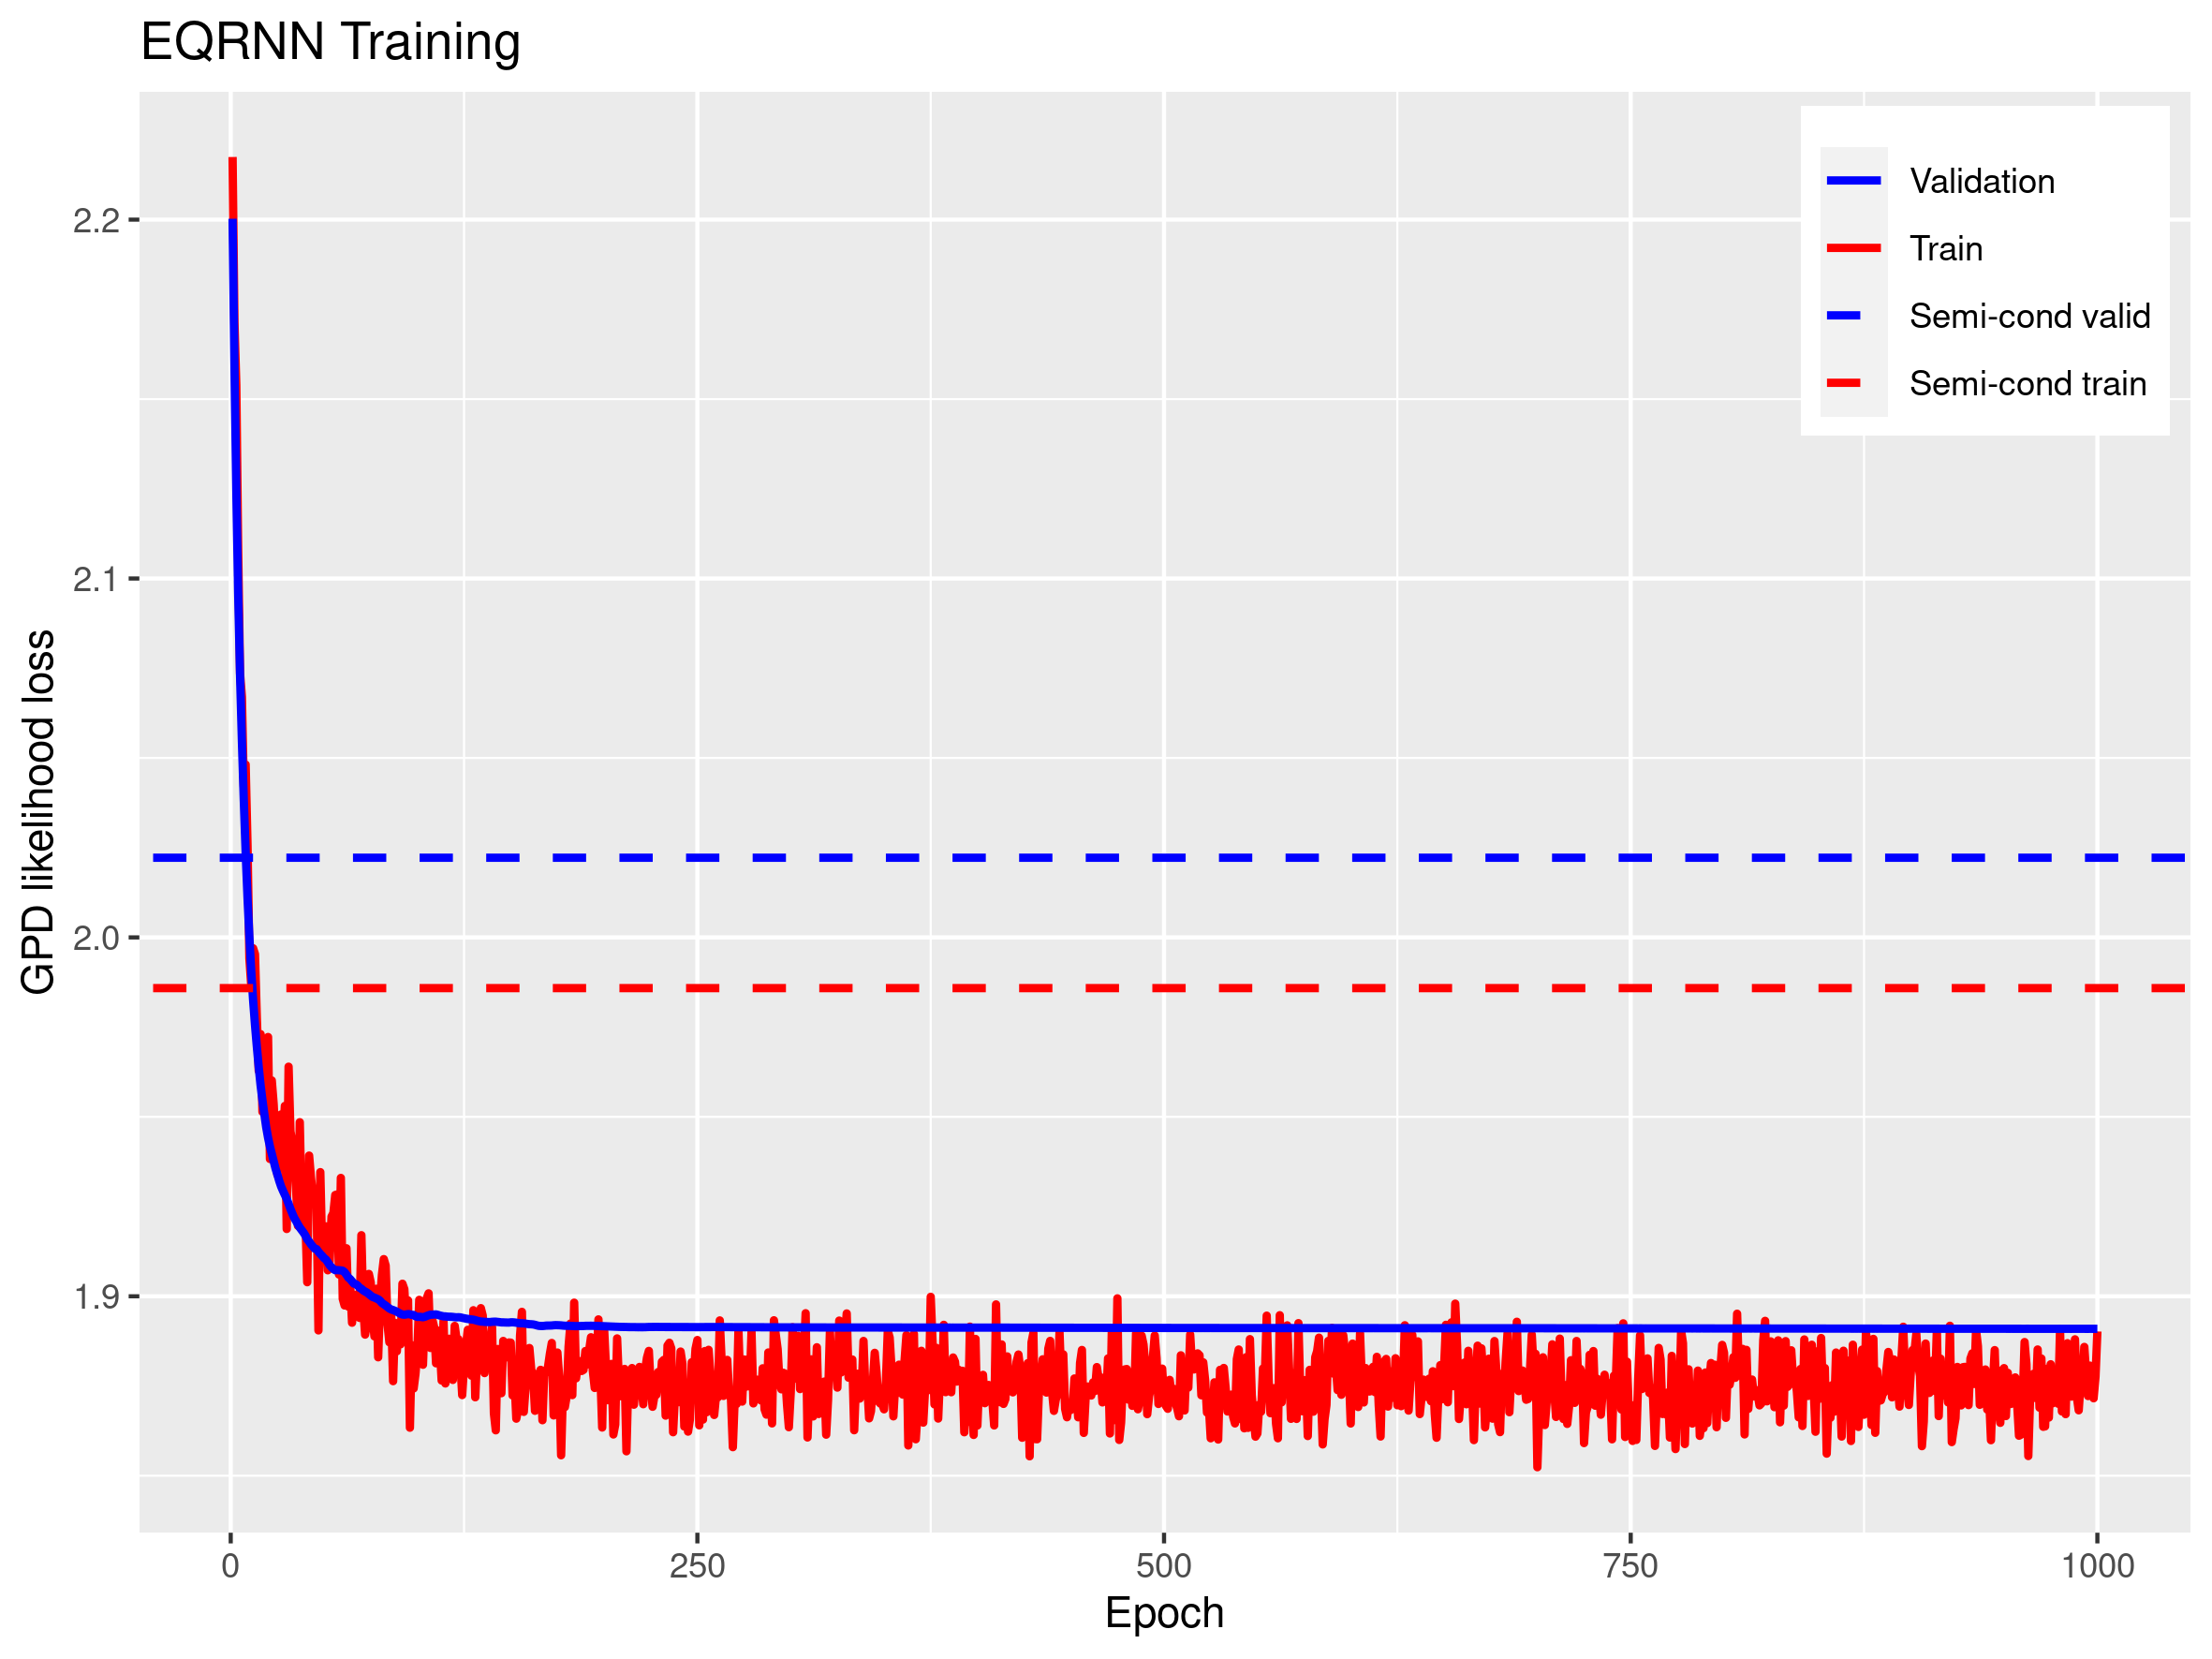 EQRNN Training
GPD likelihood loss
2.2
2.1
2.0
1.9
Validation
Train
Semi-cond valid
Semi-cond train
0
250
500
750
1000
Epoch